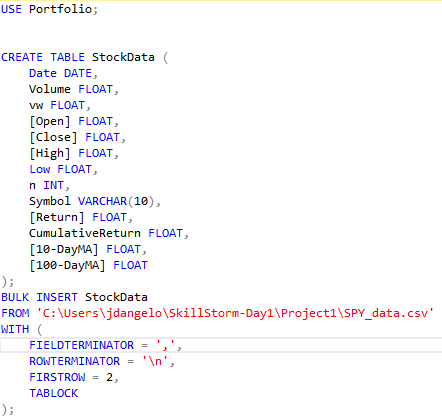 USE Portfolio;
CREATE TABLE StockData (
Date DATE,
Volume FLOAT,
vw FLOAT,
[Open] FLOAT,
[Close] FLOAT,
[High] FLOAT,
Low FLOAT,
n INT,
Symbol VARCHAR(10),
[Return] FLOAT,
CumulativeReturn FLOAT,
[10-DayMA] FLOAT,
[100-DayMA] FLOAT
);
BULK INSERT StockData
FROM 'C:\Users\jdangelo\SkillStorm-Day1\Project1\SPY_data.csv'
WITH (
FIELDTERMINATOR = ',',
ROWTERMINATOR = '\n',
FIRSTROW = 2,
TABLOCK
);